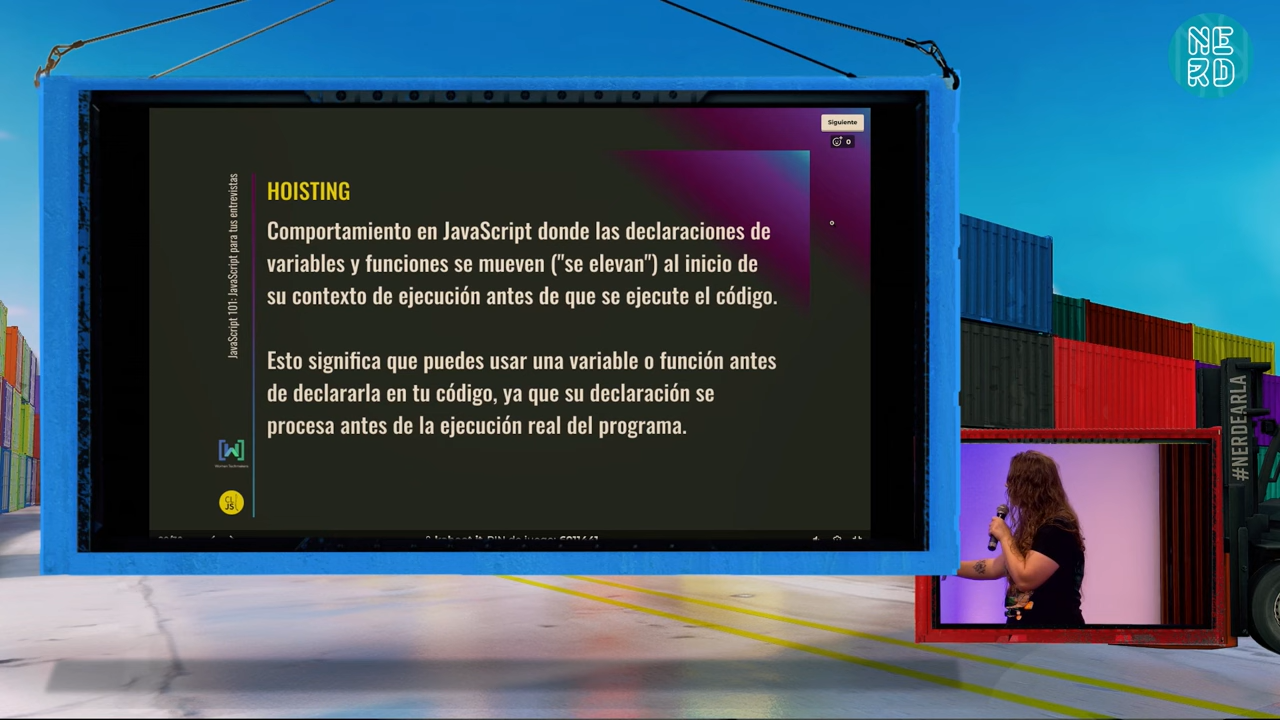 NE
RD
Siguiente
0
JavaScript 101: JavaScript para tus entrevistas
HOISTING
Comportamiento en JavaScript donde las declaraciones de
variables y funciones se mueven ("se elevan") al inicio de
su contexto de ejecución antes de que se ejecute el código.
Esto significa que puedes usar una variable o función antes
de declararla en tu código, ya que su declaración se
procesa antes de la ejecución real del programa.
CL
JS
#NERDEARLA